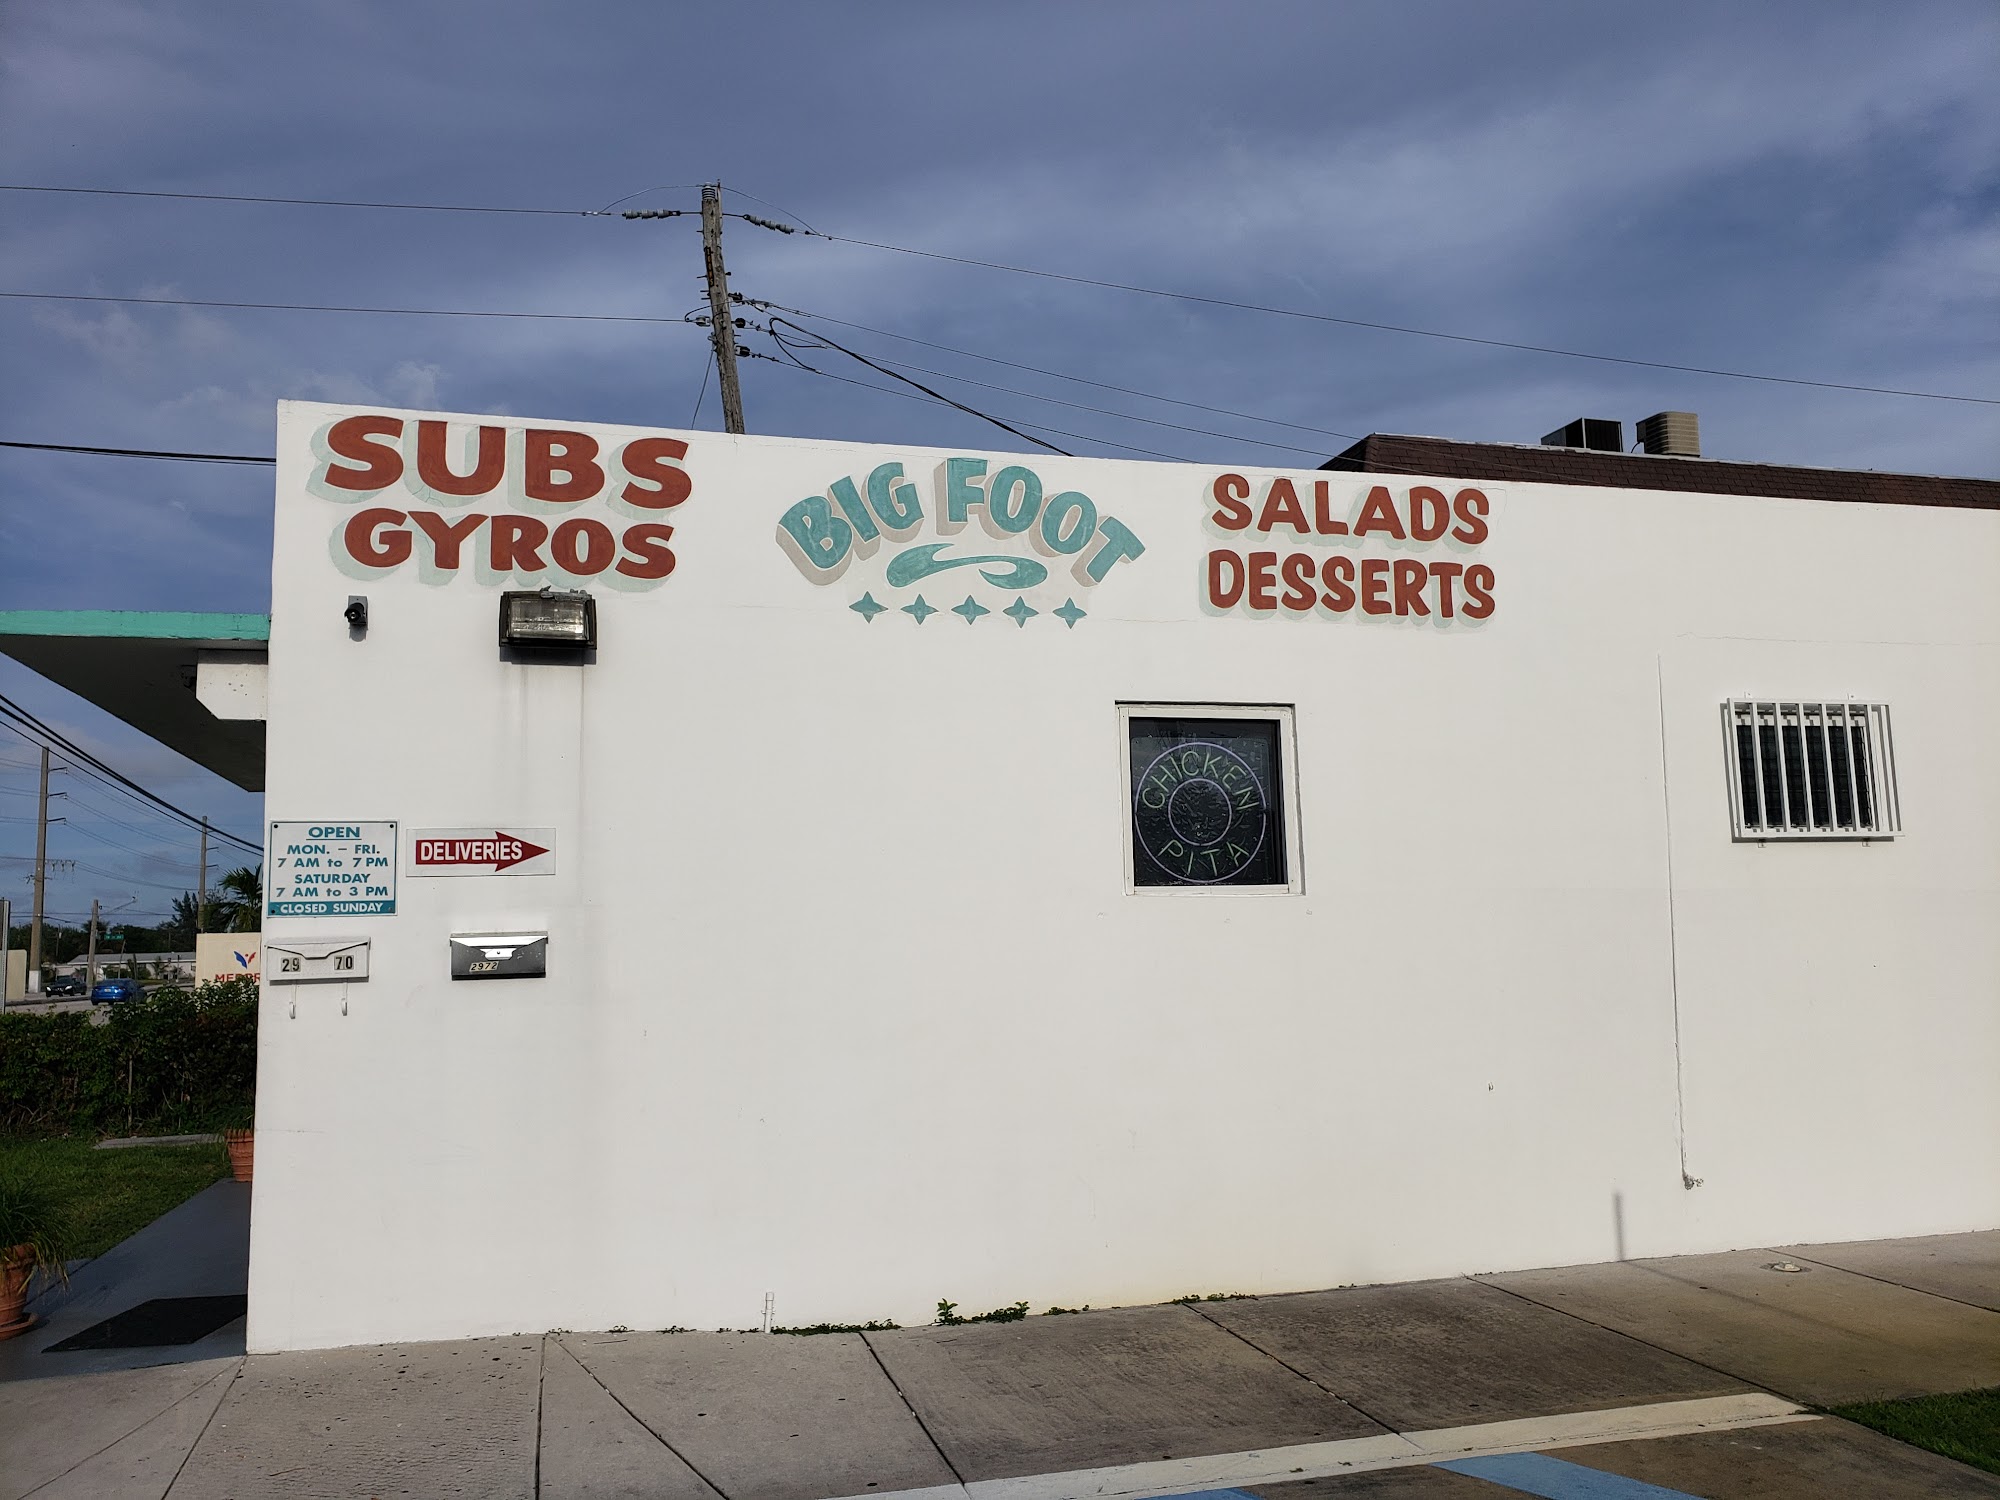 SUBS
GYROS
BIG FOOT
SALADS
DESSERTS
CHICKEN
PITA
OPEN
MON. - FRI.
7 AM to 7 PM
SATURDAY
7 AM to 3 PM
CLOSED SUNDAY
DELIVERIES
29 70
2972